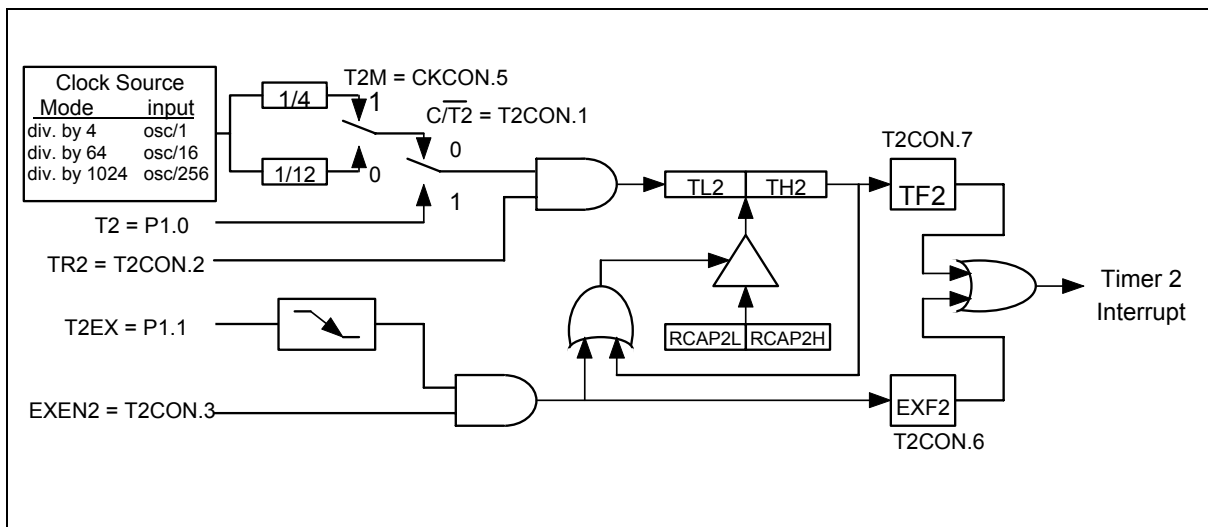 Clock Source
Mode input
div. by 4 osc/1
div. by 64 osc/16
div. by 1024 osc/256
1/4
1/12
T2M = CKCON.5
1
0
C/T2 = T2CON.1
0
1
T2 = P1.0
TR2 = T2CON.2
T2EX = P1.1
EXEN2 = T2CON.3
TL2 TH2
RCAP2L RCAP2H
T2CON.7
TF2
EXF2
T2CON.6
Timer 2
Interrupt